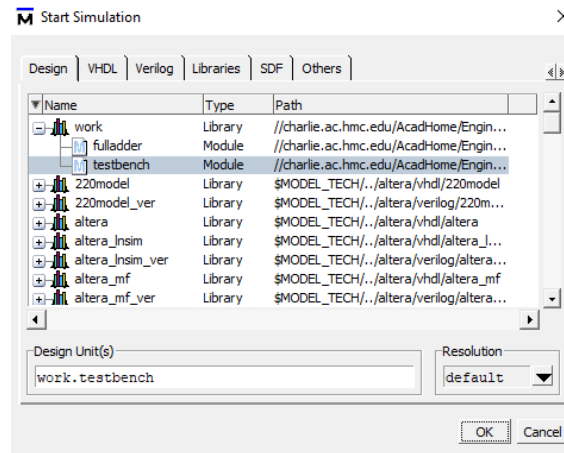 M Start Simulation
Design VHDL Verilog Libraries SDF Others
Name Type Path
work Library //charlie.ac.hmc.edu/AcadHome/Engin...
M fulladder Module //charlie.ac.hmc.edu/AcadHome/Engin...
M testbench Module //charlie.ac.hmc.edu/AcadHome/Engin...
220model Library $MODEL_TECH/../altera/vhdl/220model
220model_ver Library $MODEL_TECH/../altera/verilog/220m...
altera Library $MODEL_TECH/../altera/vhdl/altera
altera_lnsim Library $MODEL_TECH/../altera/vhdl/altera_l...
altera_lnsim_ver Library $MODEL_TECH/../altera/verilog/altera...
altera_mf Library $MODEL_TECH/../altera/vhdl/altera_mf
altera_mf_ver Library $MODEL_TECH/../altera/verilog/altera...
Design Unit(s) Resolution
work.testbench default
OK Cancel